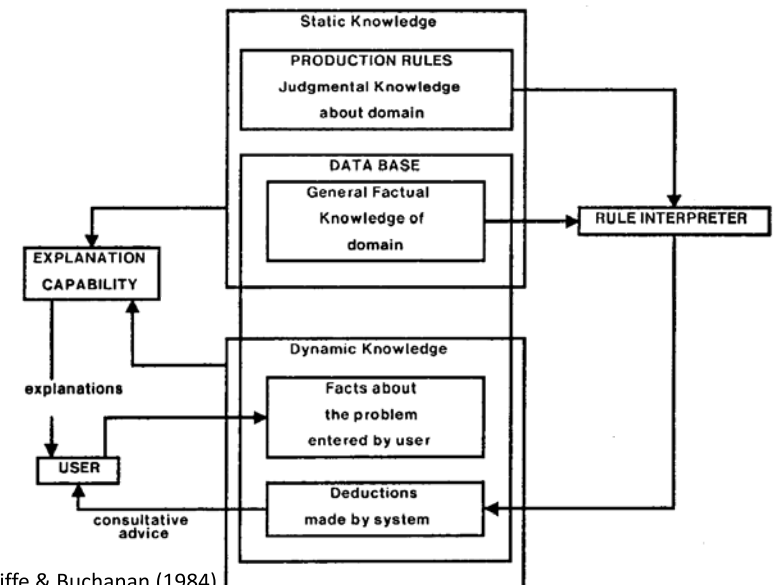 Static Knowledge
PRODUCTION RULES
Judgmental Knowledge
about domain
DATA BASE
General Factual
Knowledge of
domain
RULE INTERPRETER
EXPLANATION
CAPABILITY
Dynamic Knowledge
Facts about
the problem
entered by user
explanations
USER
Deductions
made by system
consultative
advice
& Buchanan (1984)